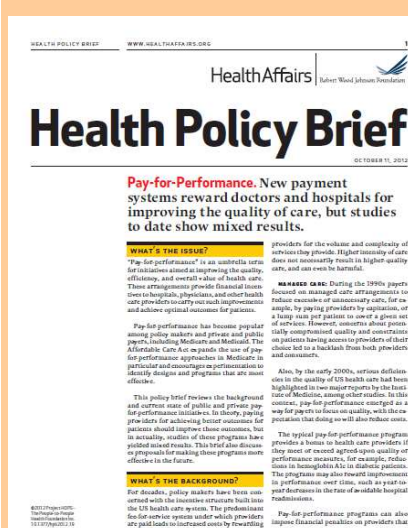 HEALTH POLICY BRIEF
WWW.HEALTHAFFAIRS.ORG
1
HealthAffairs
Robert Wood Johnson Foundation
Health Policy Brief
OCTOBER 11, 2012
Pay-for-Performance. New payment
systems reward doctors and hospitals for
improving the quality of care, but studies
to date show mixed results.
WHAT'S THE ISSUE?
"Pay-for-performance" is an umbrella term
for initiatives aimed at improving the quality,
efficiency, and overall value of health care.
These arrangements provide financial incen-
tives to hospitals, physicians, and other health
care providers to carry out such improvements
and achieve optimal outcomes for patients.
Pay-for-performance has become popular
among policy makers and private and public
payers, including Medicare and Medicaid. The
Affordable Care Act expands the use of pay-
for-performance approaches in Medicare in
particular and encourages experimentation to
identify designs and programs that are most
effective.
This policy brief reviews the background
and current state of public and private pay-
for-performance initiatives. In theory, paying
providers for achieving better outcomes for
patients should improve those outcomes, but
in actuality, studies of these programs have
yielded mixed results. This brief also discuss-
es proposals for making these programs more
effective in the future.
WHAT'S THE BACKGROUND?
For decades, policy makers have been con-
cerned with the incentive structure built into
the US health care system. The predominant
fee-for-service system under which providers
are paid leads to increased costs by rewarding
providers for the volume and complexity of
services they provide. Higher intensity of care
does not necessarily result in higher-quality
care, and can even be harmful.
MANAGED CARE: During the 1990s payers
focused on managed care arrangements to
reduce excessive or unnecessary care, for ex-
ample, by paying providers by capitation, or
a lump sum per patient to cover a given set
of services. However, concerns about poten-
tially compromised quality and constraints
on patients having access to providers of their
choice led to a backlash from both providers
and consumers.
Also, by the early 2000s, serious deficien-
cies in the quality of US health care had been
highlighted in two major reports by the Insti-
tute of Medicine, among other studies. In this
context, pay-for-performance emerged as a
way for payers to focus on quality, with the ex-
pectation that doing so will also reduce costs.
The typical pay-for-performance program
provides a bonus to health care providers if
they meet or exceed agreed-upon quality or
performance measures, for example, reduc-
tions in hemoglobin A1c in diabetic patients.
The programs may also reward improvement
in performance over time, such as year-to-
year decreases in the rate of avoidable hospital
readmissions.
Pay-for-performance programs can also
impose financial penalties on providers that
©2012 Project HOPE–
The People-to-People
Health Foundation Inc.